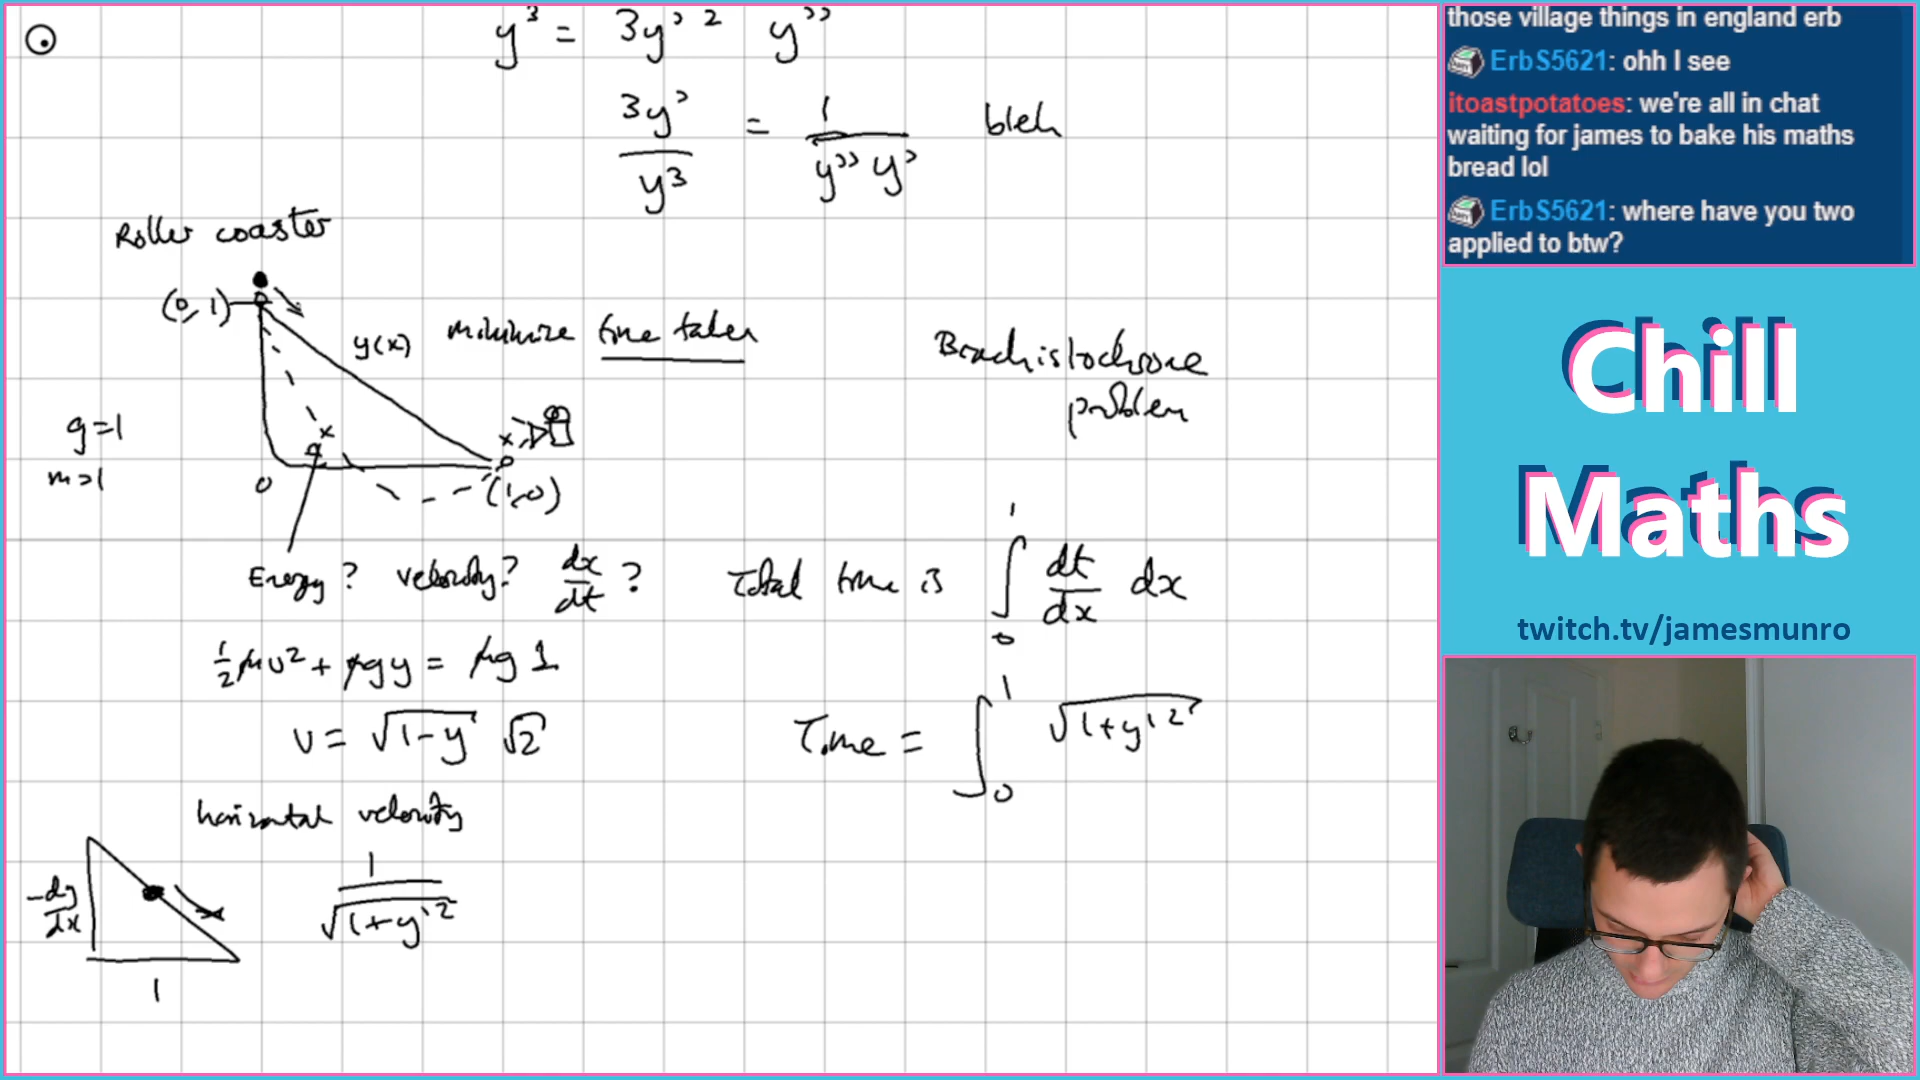 y³ = 3y'² y''
3y' / y³ = 1 / y'' y' bleh
Roller coaster
(0, 1)
y(x) minimize time taken
Brachistochrone
problem
g=1
m=1
x
x
0
(1,0)
Energy? velocity? dx/dt ? Total time is ∫₀¹ dt/dx dx
½mv² + mgy = mg1
v = √(1-y) √2
Time = ∫₀¹ √(1+y'²)
horizontal velocity
-dy/dx
1
1 / √(1+y'²)
those village things in england erb
ErbS5621: ohh I see
itoastpotatoes: we're all in chat
waiting for james to bake his maths
bread lol
ErbS5621: where have you two
applied to btw?
Chill
Maths
twitch.tv/jamesmunro